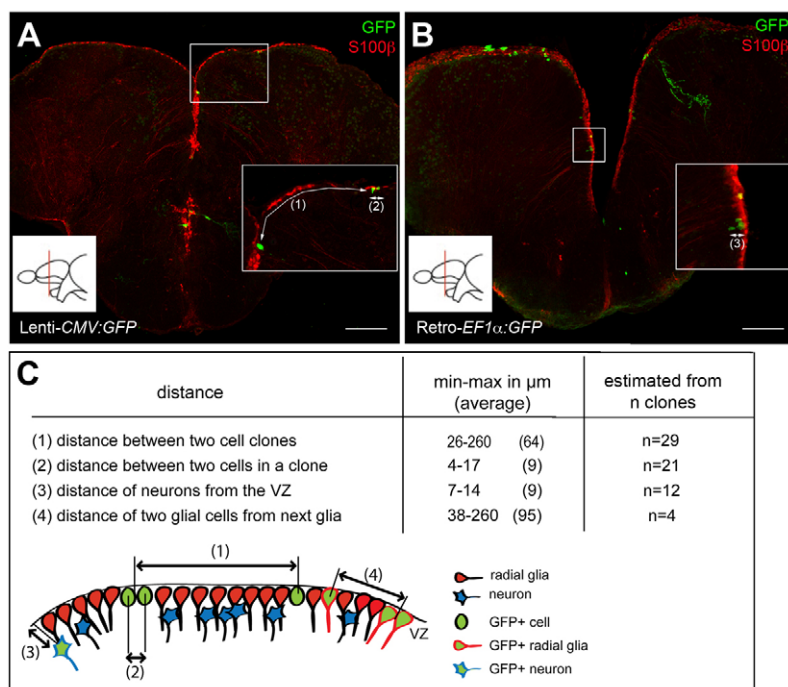 A
GFP
S100β
(1)
(2)
Lenti-CMV:GFP
B
GFP
S100β
(3)
Retro-EF1α:GFP
C
distance
min-max in µm
(average)
estimated from
n clones
(1) distance between two cell clones 26-260 (64) n=29
(2) distance between two cells in a clone 4-17 (9) n=21
(3) distance of neurons from the VZ 7-14 (9) n=12
(4) distance of two glial cells from next glia 38-260 (95) n=4
(1)
(4)
(3)
(2)
VZ
radial glia
neuron
GFP+ cell
GFP+ radial glia
GFP+ neuron